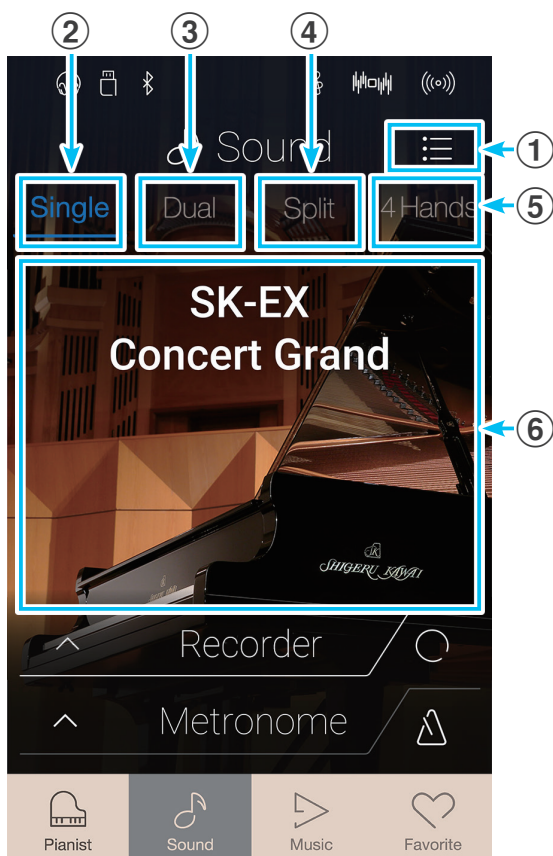 ② ③ ④
Sound
①
Single Dual Split 4 Hands
⑤
SK-EX
Concert Grand
⑥
SK
SHIGERU KAWAI
Recorder
Metronome
Pianist Sound Music Favorite